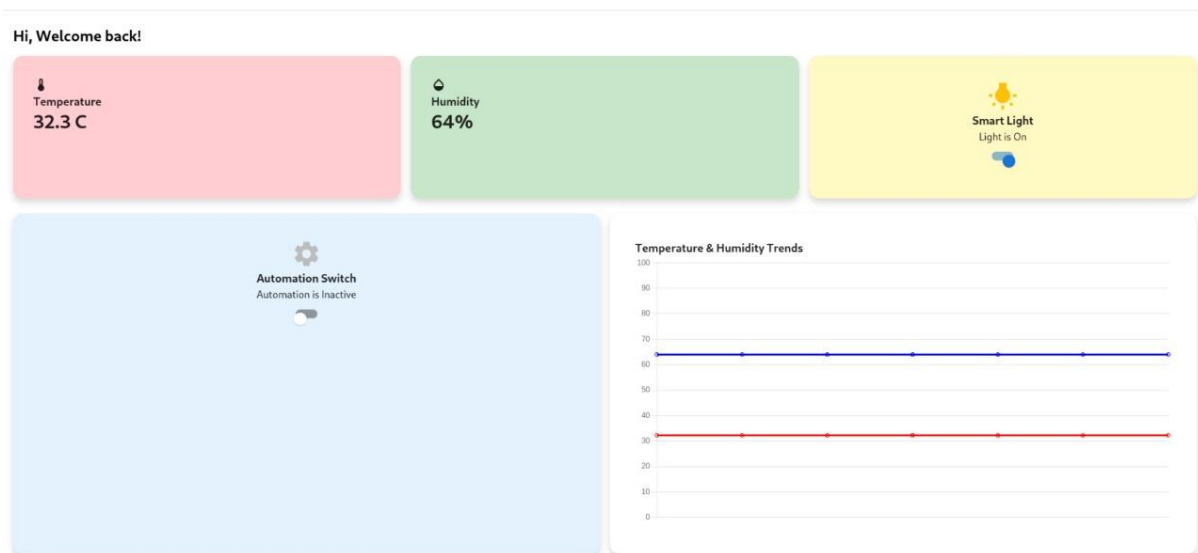 Hi, Welcome back!
Temperature
32.3 C
Humidity
64%
Smart Light
Light is On
Automation Switch
Automation is Inactive
Temperature & Humidity Trends
100
90
80
70
60
50
40
30
20
10
0